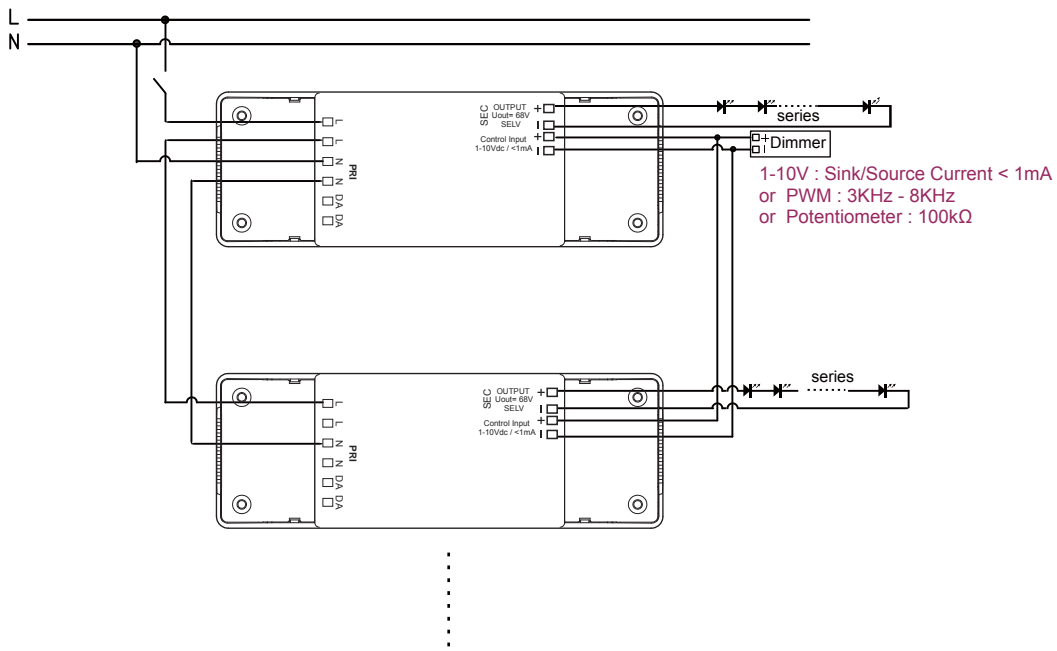 L
N
L
L
N
N
DA
DA
PRI
SEC
OUTPUT +
Uout= 68V
SELV
Control Input +
1-10Vdc / <1mA
series
+ Dimmer
1-10V : Sink/Source Current < 1mA
or PWM : 3KHz - 8KHz
or Potentiometer : 100kΩ
L
L
N
N
DA
DA
PRI
SEC
OUTPUT +
Uout= 68V
SELV
Control Input +
1-10Vdc / <1mA
series